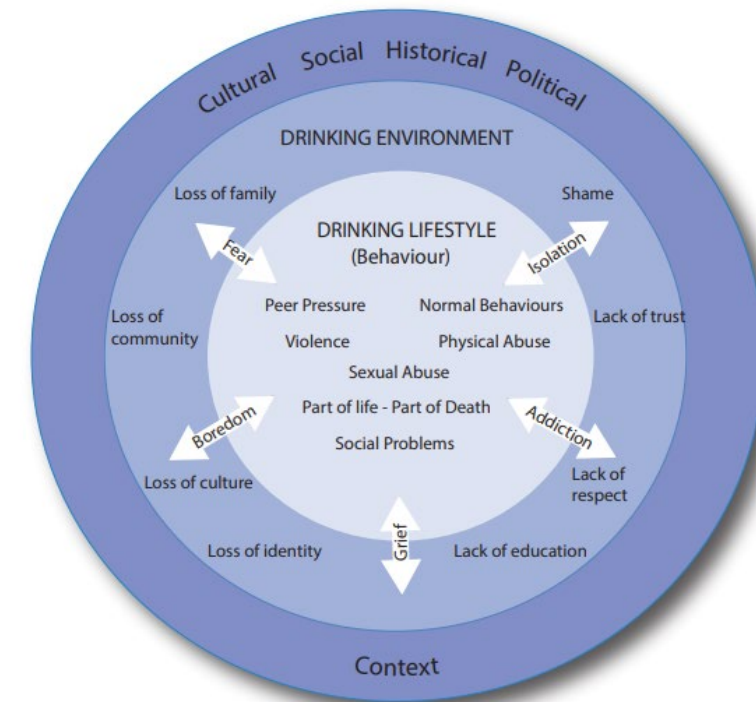 Cultural Social Historical Political
DRINKING ENVIRONMENT
Loss of family
Shame
DRINKING LIFESTYLE
(Behaviour)
Fear
Isolation
Peer Pressure
Normal Behaviours
Loss of
community
Lack of trust
Violence
Physical Abuse
Sexual Abuse
Part of life - Part of Death
Boredom
Addiction
Social Problems
Loss of culture
Lack of
respect
Grief
Loss of identity
Lack of education
Context